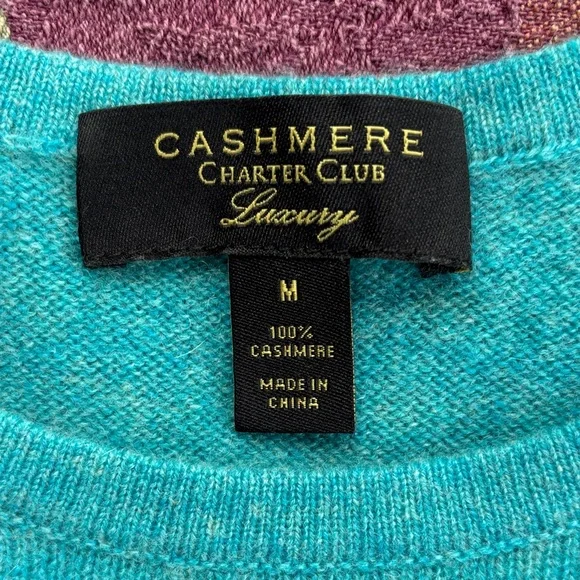 CASHMERE
CHARTER CLUB
Luxury
M
100%
CASHMERE
MADE IN
CHINA